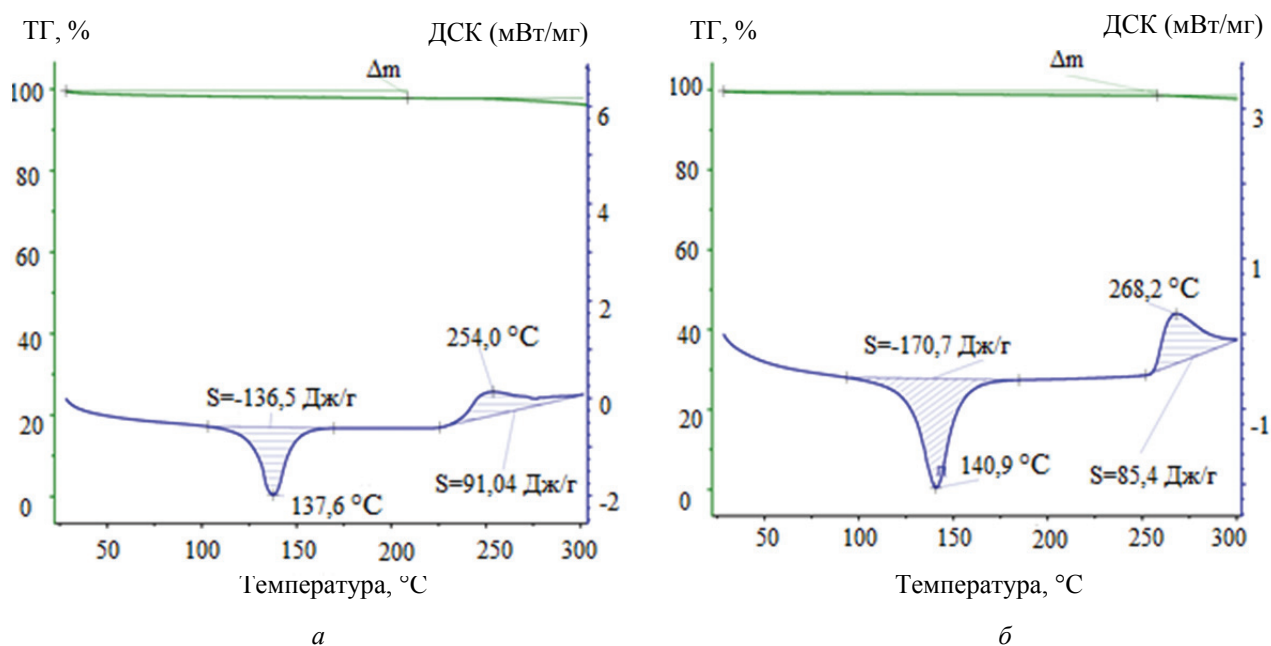 ТГ, %
ДСК (мВт/мг)
Δm
100
80
60
40
20
0
6
4
2
0
-2
254,0 °C
S=-136,5 Дж/г
S=91,04 Дж/г
137,6 °C
50
100
150
200
250
300
Температура, °С
а
ТГ, %
ДСК (мВт/мг)
Δm
100
80
60
40
20
0
3
1
-1
268,2 °C
S=-170,7 Дж/г
140,9 °C
S=85,4 Дж/г
50
100
150
200
250
300
Температура, °С
б